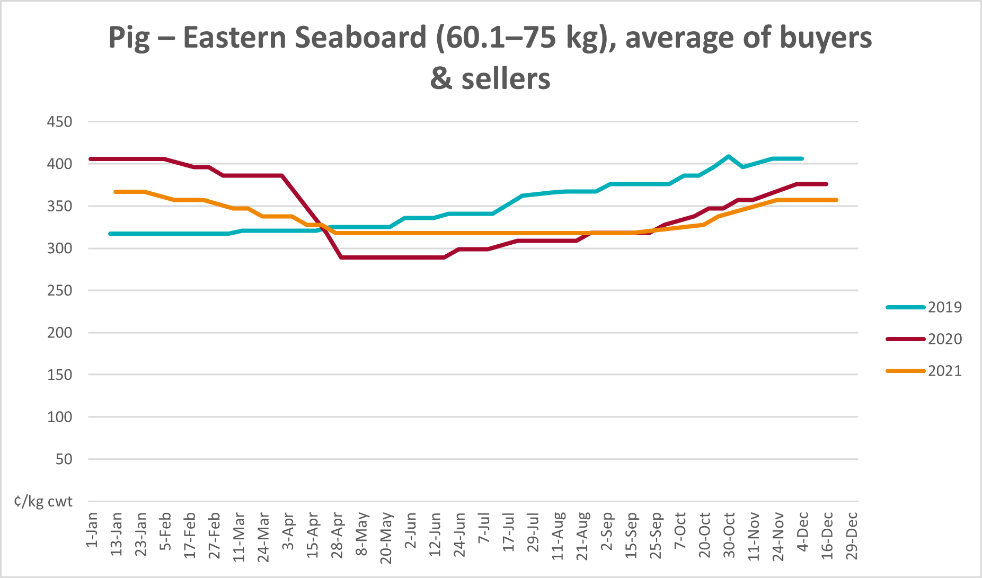 Pig – Eastern Seaboard (60.1–75 kg), average of buyers
& sellers
450
400
350
300
250
200
150
100
50
¢/kg cwt
1-Jan
13-Jan
23-Jan
5-Feb
17-Feb
27-Feb
11-Mar
24-Mar
3-Apr
15-Apr
28-Apr
8-May
20-May
2-Jun
12-Jun
24-Jun
7-Jul
17-Jul
29-Jul
11-Aug
21-Aug
2-Sep
15-Sep
25-Sep
7-Oct
20-Oct
30-Oct
11-Nov
24-Nov
4-Dec
16-Dec
29-Dec
2019
2020
2021